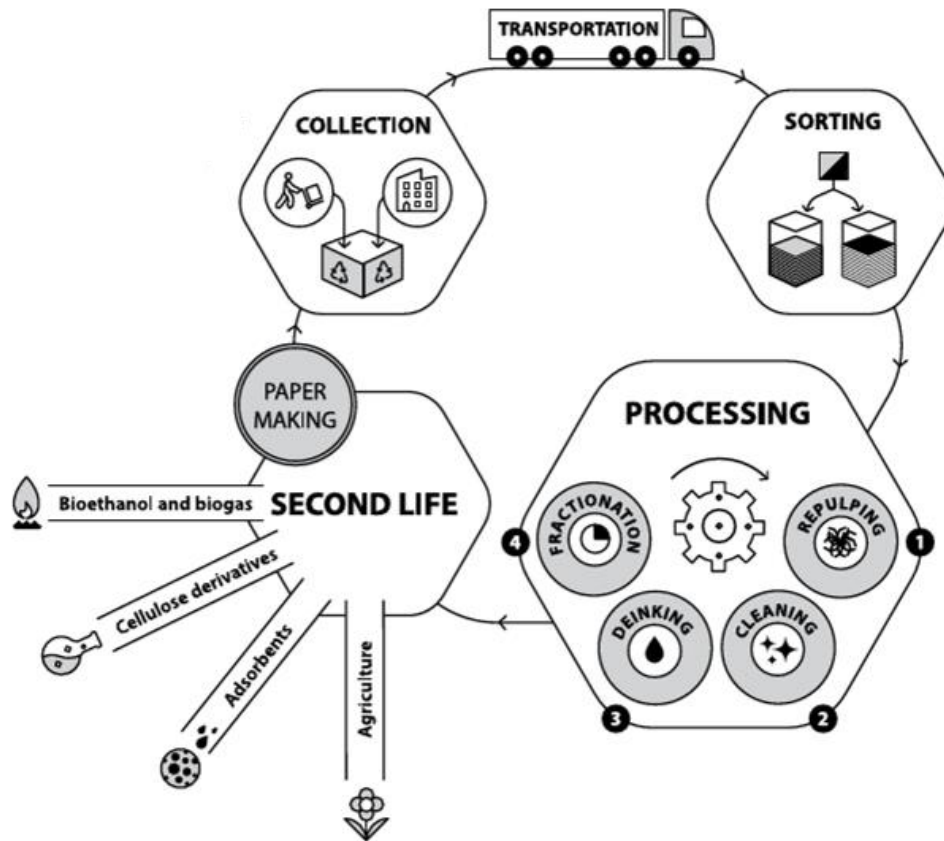 TRANSPORTATION
COLLECTION
SORTING
PROCESSING
REPULPING
1
CLEANING
2
DEINKING
3
FRACTIONATION
4
PAPER
MAKING
SECOND LIFE
Bioethanol and biogas
Cellulose derivatives
Adsorbents
Agriculture